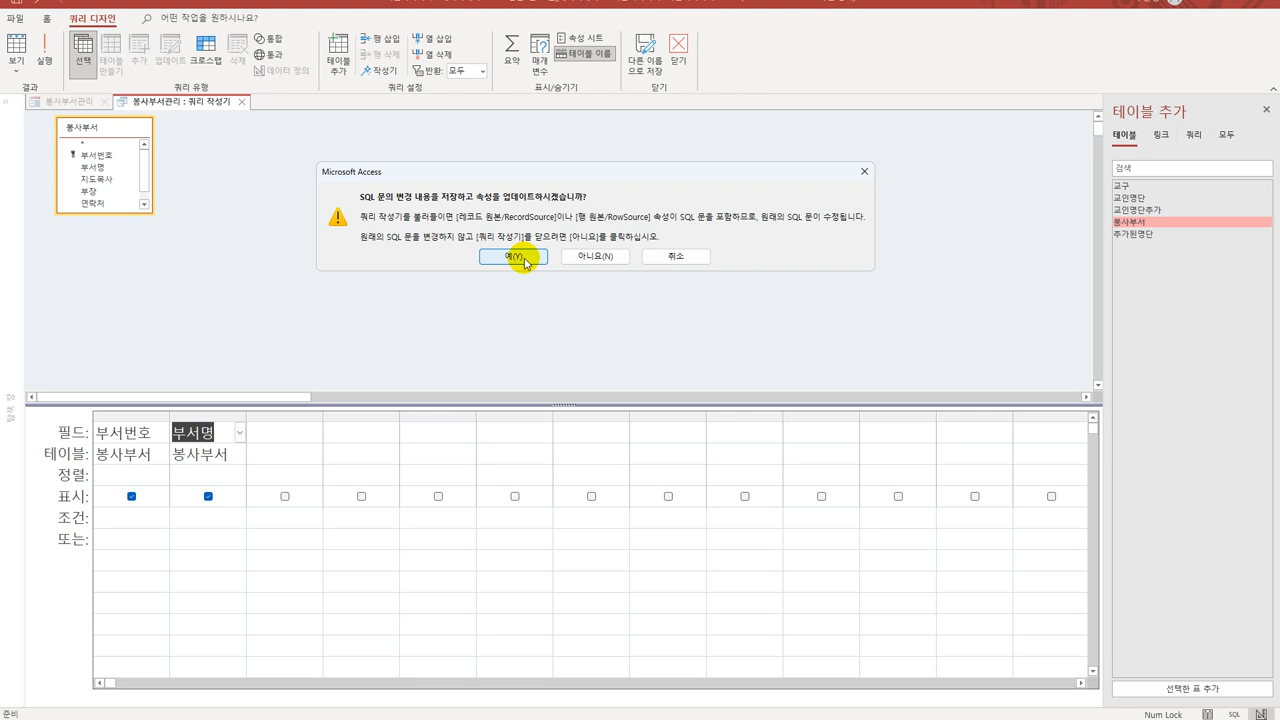 파일 홈 쿼리 디자인 어떤 작업을 원하시나요?
보기 실행 선택 테이블 만들기 추가 업데이트 크로스탭 삭제 통합 통과 데이터 정의 테이블 추가 행 삽입 행 삭제 작성기 열 삽입 열 삭제 반환: 모두 요약 매개 변수 속성 시트 테이블 이름 다른 이름으로 저장 닫기
결과 쿼리 유형 쿼리 설정 표시/숨기기 닫기
봉사부서관리 봉사부서관리 : 쿼리 작성기
봉사부서
*
부서번호
부서명
지도목사
부장
연락처
Microsoft Access
SQL 문의 변경 내용을 저장하고 속성을 업데이트하시겠습니까?
쿼리 작성기를 불러들이면 [레코드 원본/RecordSource]이나 [행 원본/RowSource] 속성이 SQL 문을 포함하므로, 원래의 SQL 문이 수정됩니다.
원래의 SQL 문을 변경하지 않고 [쿼리 작성기]를 닫으려면 [아니요]를 클릭하십시오.
예(Y) 아니요(N) 취소
테이블 추가
테이블 링크 쿼리 모두
검색
교구
교인명단
교인명단추가
봉사부서
추가된명단
선택한 표 추가
탐색 창
필드: 부서번호 부서명
테이블: 봉사부서 봉사부서
정렬:
표시:
조건:
또는:
준비 Num Lock SQL